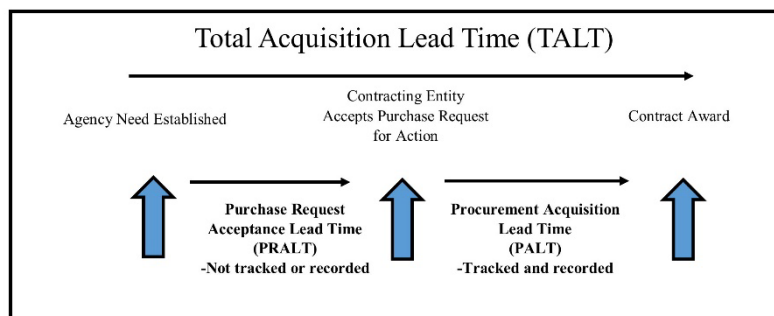 Total Acquisition Lead Time (TALT)
Agency Need Established
Contracting Entity
Accepts Purchase Request
for Action
Contract Award
Purchase Request
Acceptance Lead Time
(PRALT)
-Not tracked or recorded
Procurement Acquisition
Lead Time
(PALT)
-Tracked and recorded